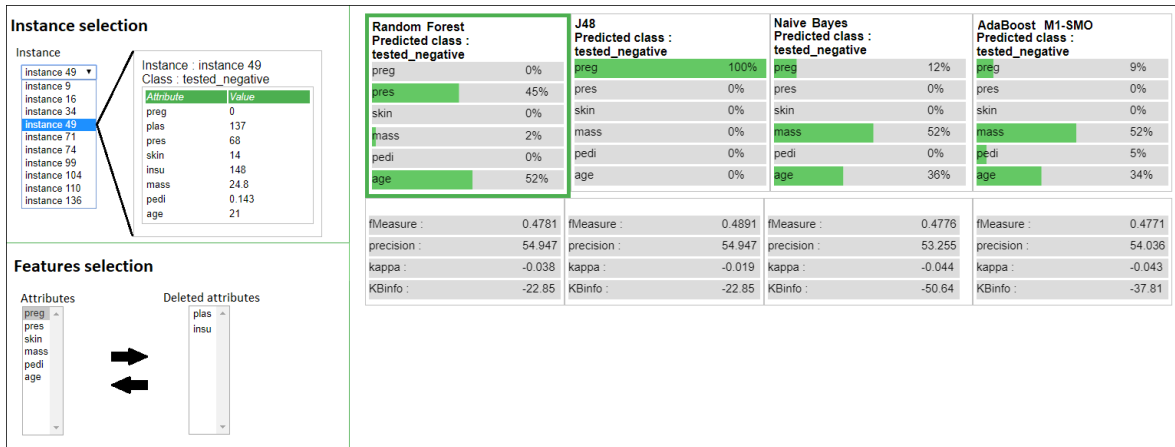 Instance selection
Instance
instance 49 ▼
instance 9
instance 16
instance 34
instance 49
instance 71
instance 74
instance 99
instance 104
instance 110
instance 136
Instance : instance 49
Class : tested_negative
Attribute Value
preg 0
plas 137
pres 68
skin 14
insu 148
mass 24.8
pedi 0.143
age 21
Features selection
Attributes
preg
pres
skin
mass
pedi
age
Deleted attributes
plas
insu
Random Forest
Predicted class :
tested_negative
preg 0%
pres 45%
skin 0%
mass 2%
pedi 0%
age 52%
fMeasure : 0.4781
precision : 54.947
kappa : -0.038
KBinfo : -22.85
J48
Predicted class :
tested_negative
preg 100%
pres 0%
skin 0%
mass 0%
pedi 0%
age 0%
fMeasure : 0.4891
precision : 54.947
kappa : -0.019
KBinfo : -22.85
Naive Bayes
Predicted class :
tested_negative
preg 12%
pres 0%
skin 0%
mass 52%
pedi 0%
age 36%
fMeasure : 0.4776
precision : 53.255
kappa : -0.044
KBinfo : -50.64
AdaBoost M1-SMO
Predicted class :
tested_negative
preg 9%
pres 0%
skin 0%
mass 52%
pedi 5%
age 34%
fMeasure : 0.4771
precision : 54.036
kappa : -0.043
KBinfo : -37.81